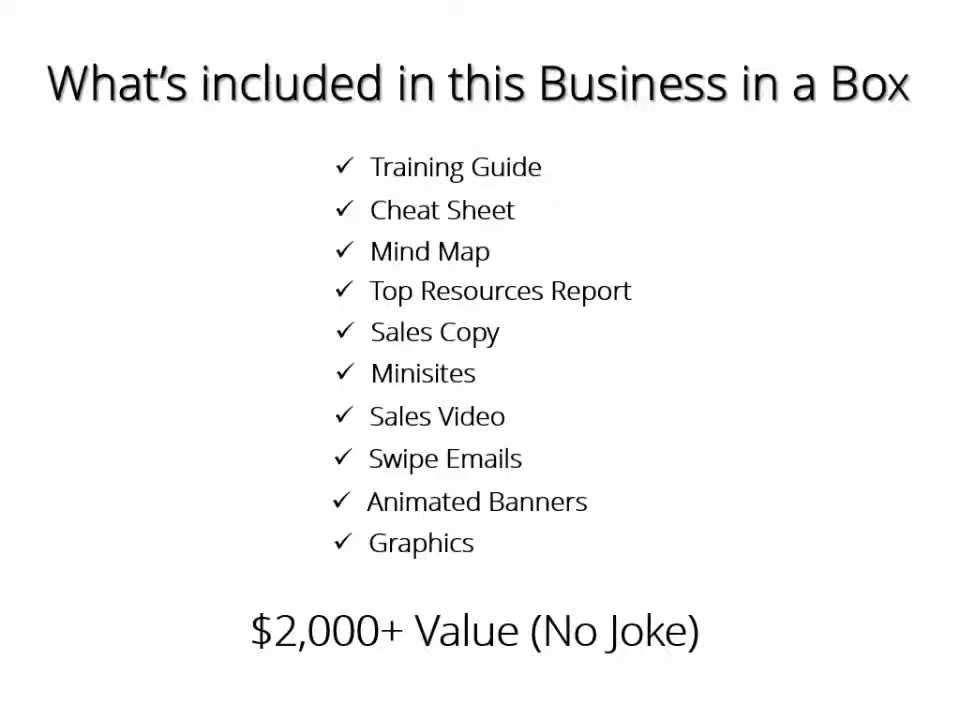 What's included in this Business in a Box
✓ Training Guide
✓ Cheat Sheet
✓ Mind Map
✓ Top Resources Report
✓ Sales Copy
✓ Minisites
✓ Sales Video
✓ Swipe Emails
✓ Animated Banners
✓ Graphics
$2,000+ Value (No Joke)